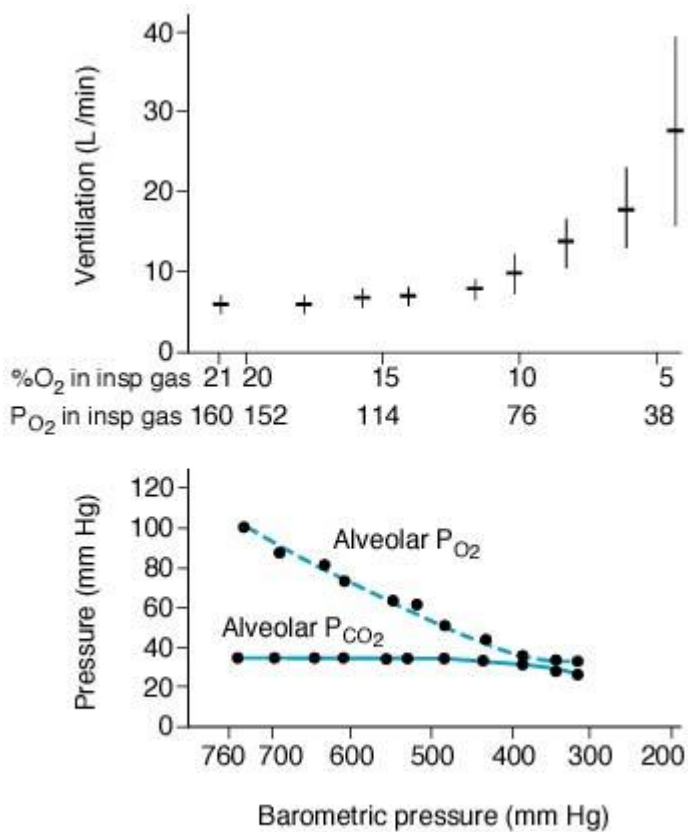 Ventilation (L /min)
40
30
20
10
0
%O2 in insp gas 21 20 15 10 5
PO2 in insp gas 160 152 114 76 38
Pressure (mm Hg)
120
100
80
60
40
20
0
Alveolar PO2
Alveolar PCO2
760 700 600 500 400 300 200
Barometric pressure (mm Hg)